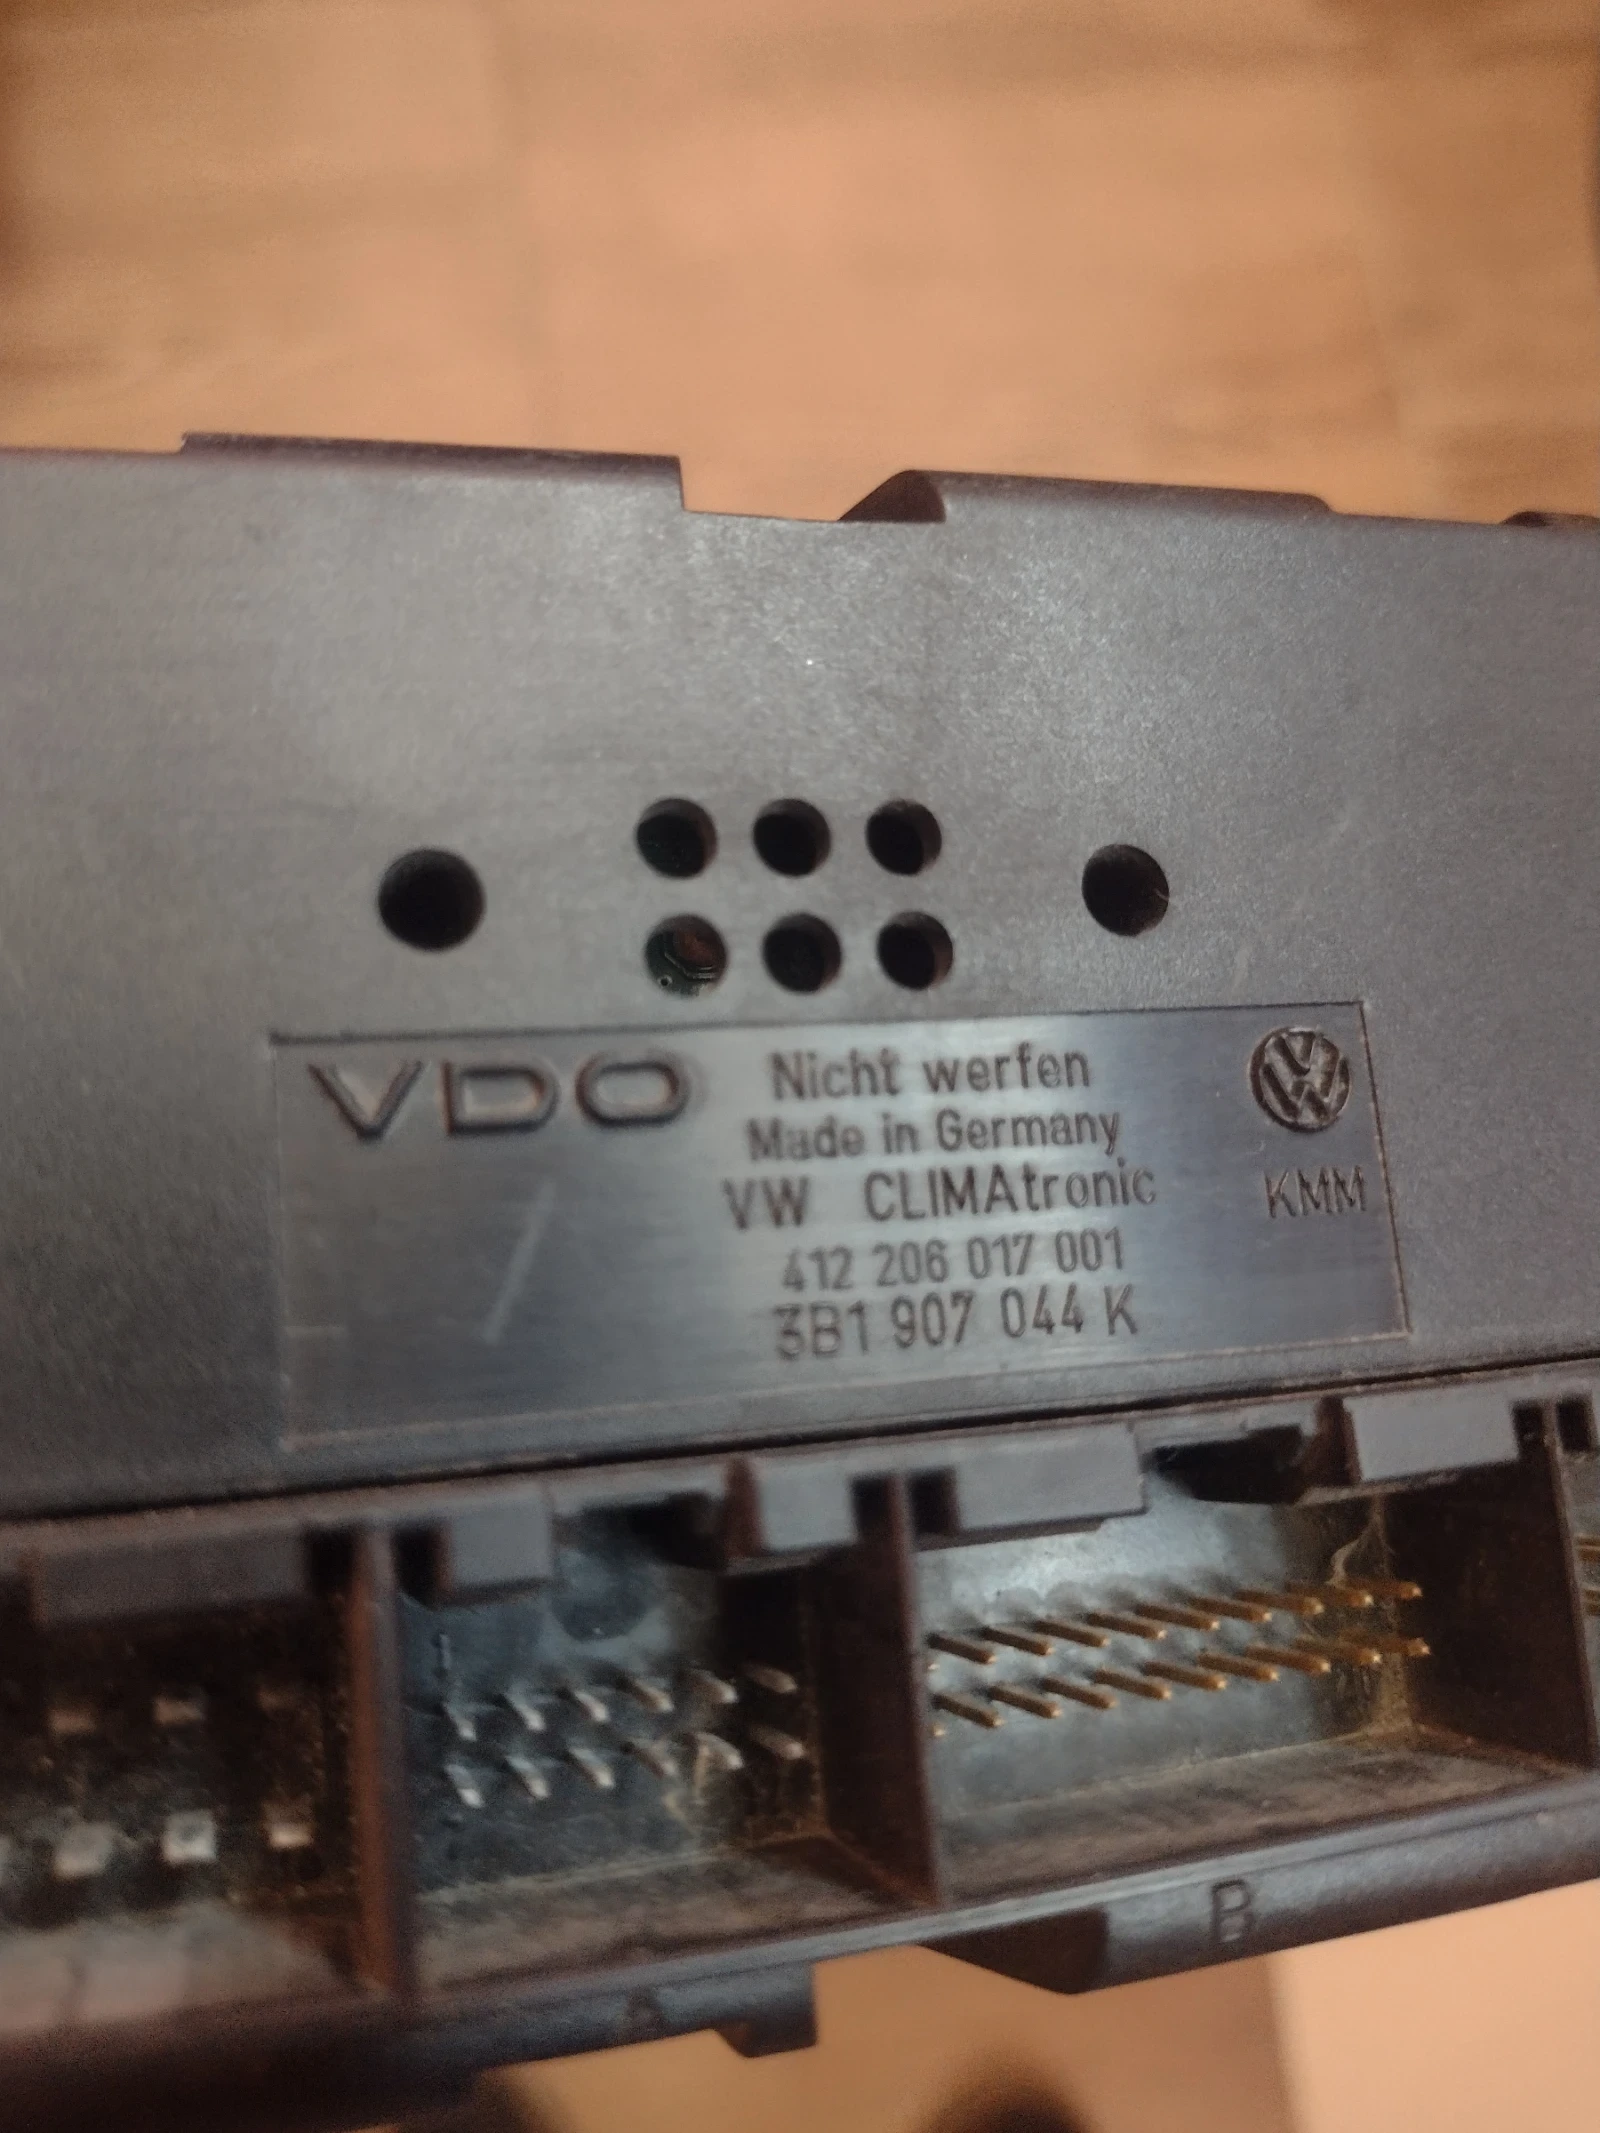 VDO
Nicht werfen
Made in Germany
VW CLIMAtronic
KMM
412 206 017 001
3B1 907 044 K
A
B